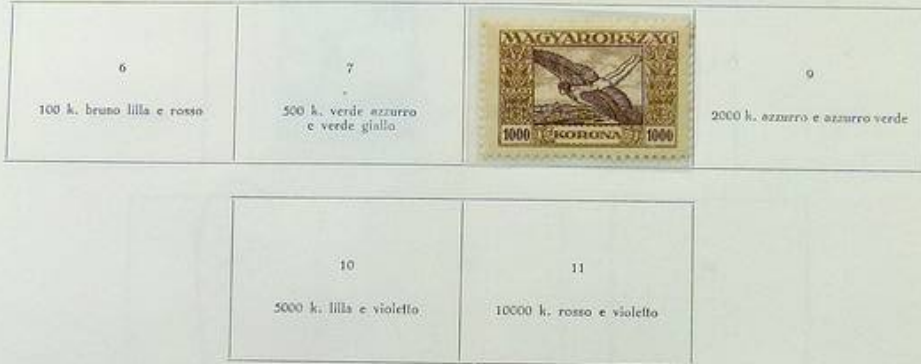 6
100 k. bruno lilla e rosso
7
500 k. verde azzurro
e verde giallo
MAGYARORSZÁG
1000 KORONA 1000
9
2000 k. azzurro e azzurro verde
10
5000 k. lilla e violetto
11
10000 k. rosso e violetto